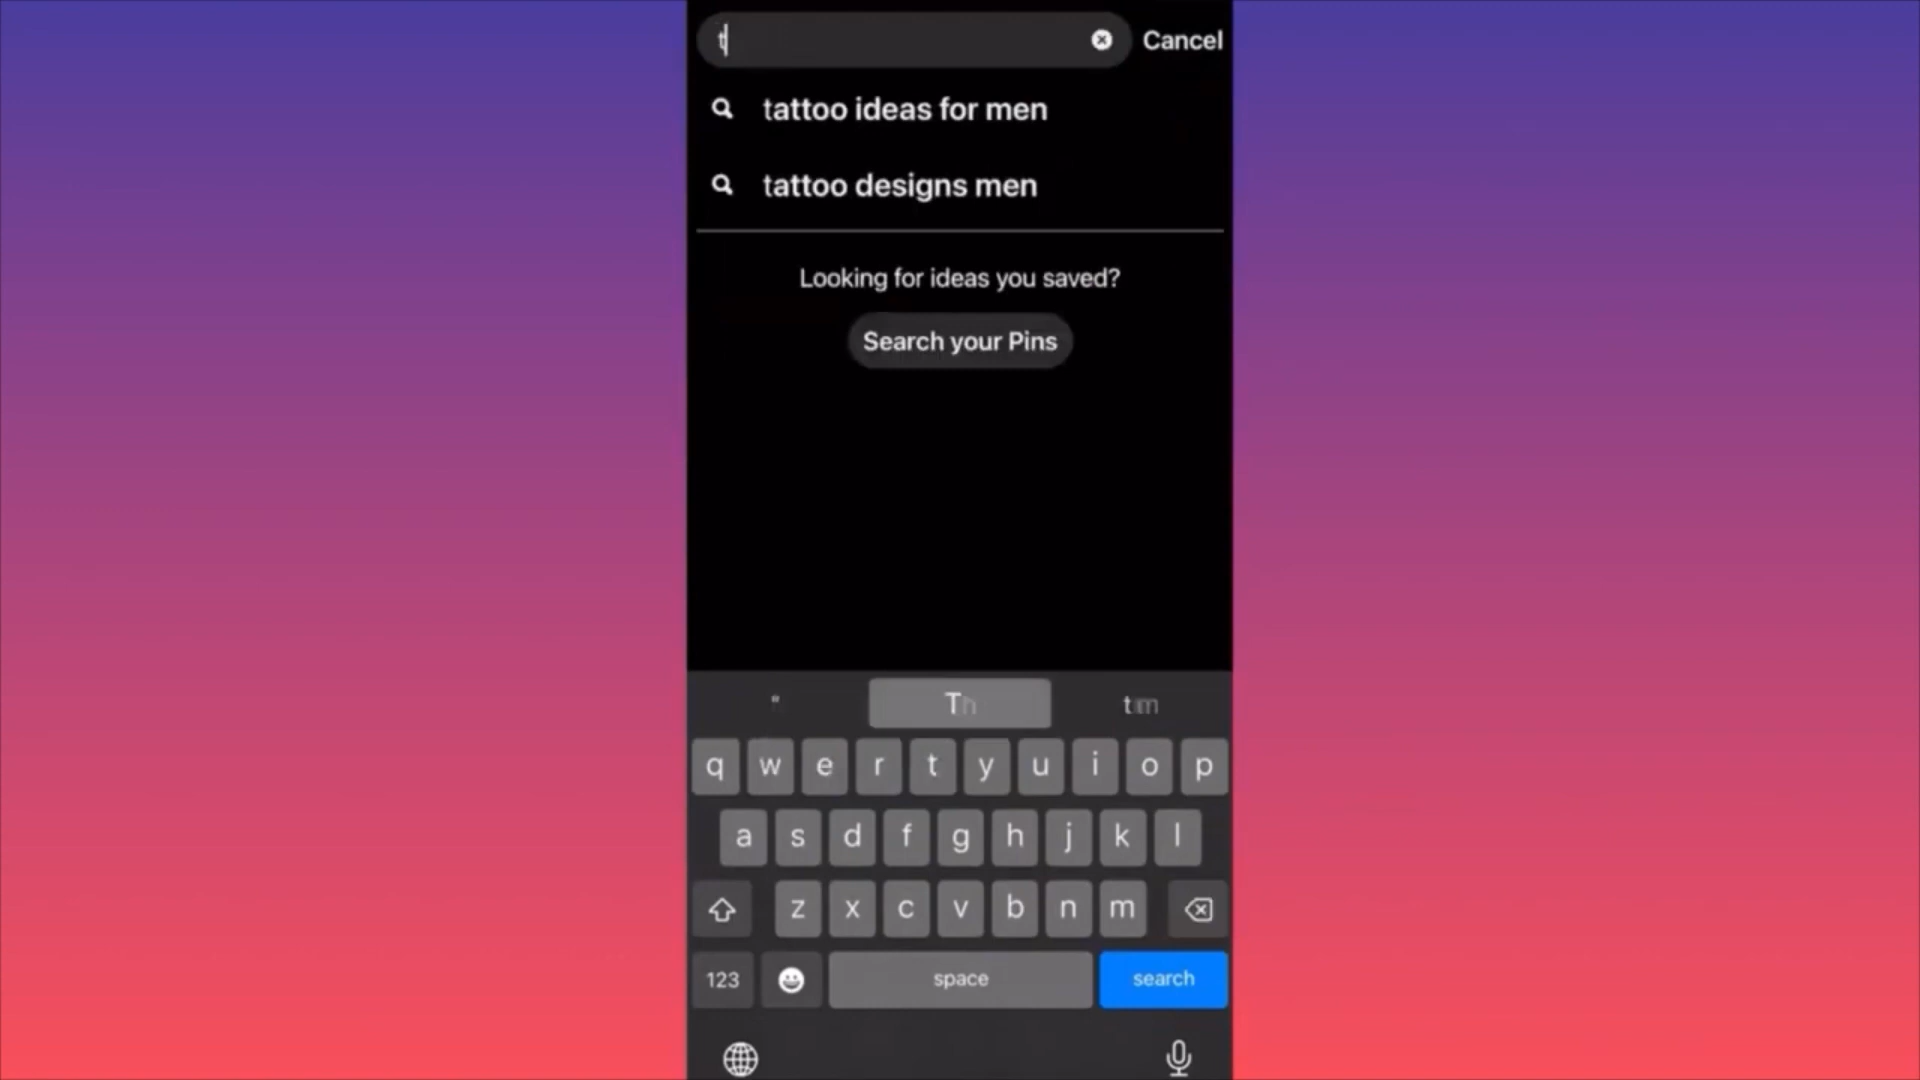 t
Cancel
tattoo ideas for men
tattoo designs men
Looking for ideas you saved?
Search your Pins
q w e r t y u i o p
a s d f g h j k l
z x c v b n m
123 space search